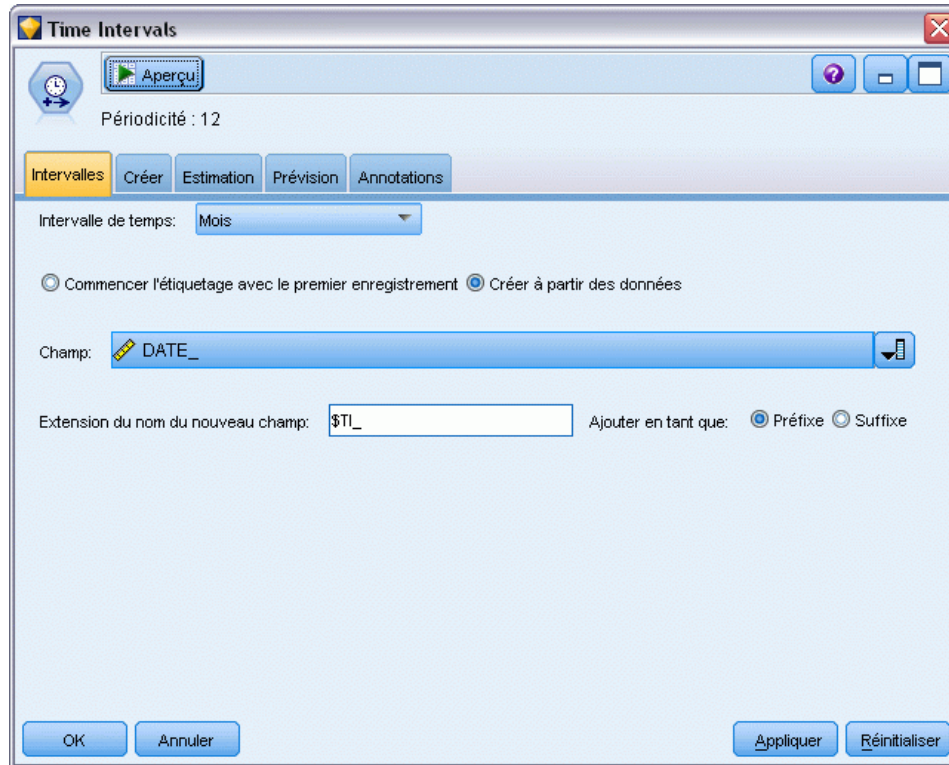 Time Intervals
Aperçu
Périodicité : 12
Intervalles Créer Estimation Prévision Annotations
Intervalle de temps: Mois
Commencer l'étiquetage avec le premier enregistrement Créer à partir des données
Champ: DATE_
Extension du nom du nouveau champ: $TI_ Ajouter en tant que: Préfixe Suffixe
OK Annuler Appliquer Réinitialiser